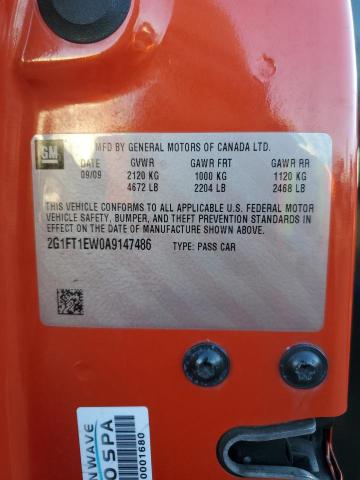 GM
MFD BY GENERAL MOTORS OF CANADA LTD.
DATE GVWR GAWR FRT GAWR RR
09/09 2120 KG 1000 KG 1120 KG
4672 LB 2204 LB 2468 LB
THIS VEHICLE CONFORMS TO ALL APPLICABLE U.S. FEDERAL MOTOR
VEHICLE SAFETY, BUMPER, AND THEFT PREVENTION STANDARDS
IN EFFECT ON THE DATE OF MANUFACTURE SHOWN ABOVE.
2G1FT1EW0A9147486 TYPE: PASS CAR
NWAVE
OSPA
0001680